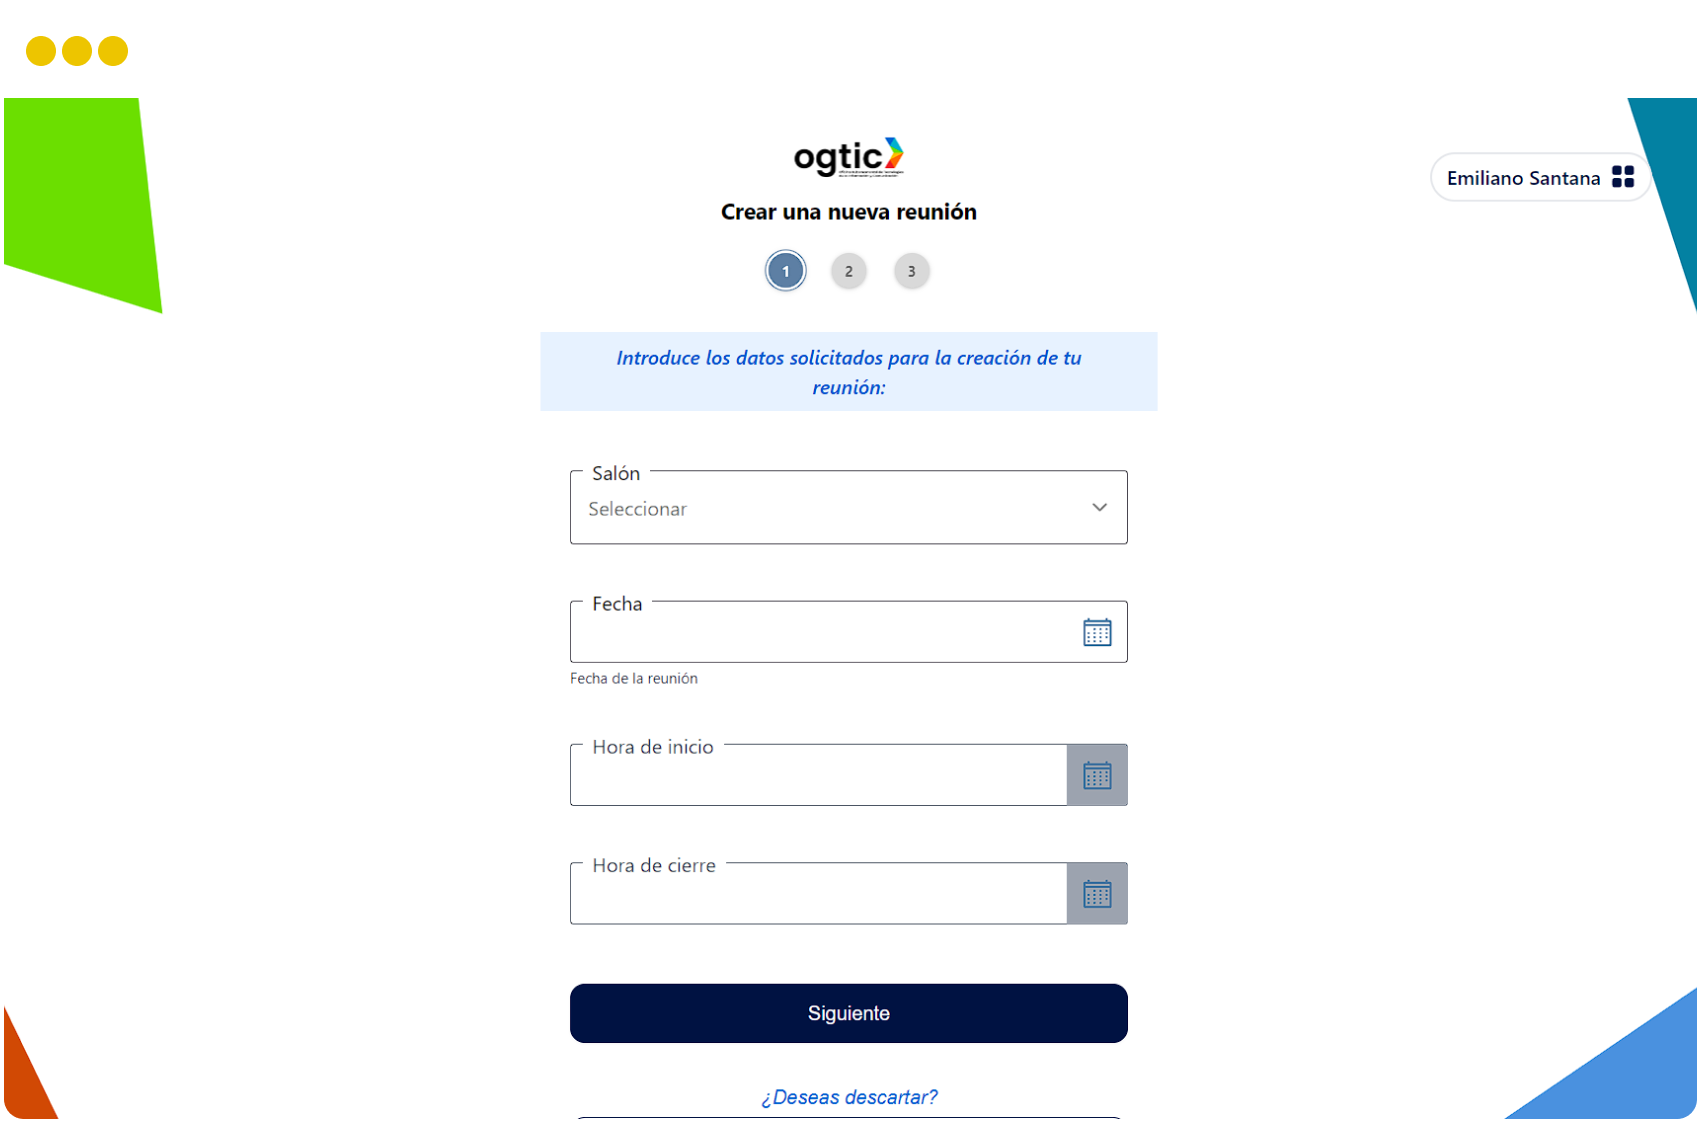 ogtic
Emiliano Santana
Crear una nueva reunión
1 2 3
Introduce los datos solicitados para la creación de tu
reunión:
Salón
Seleccionar
Fecha
Fecha de la reunión
Hora de inicio
Hora de cierre
Siguiente
¿Deseas descartar?